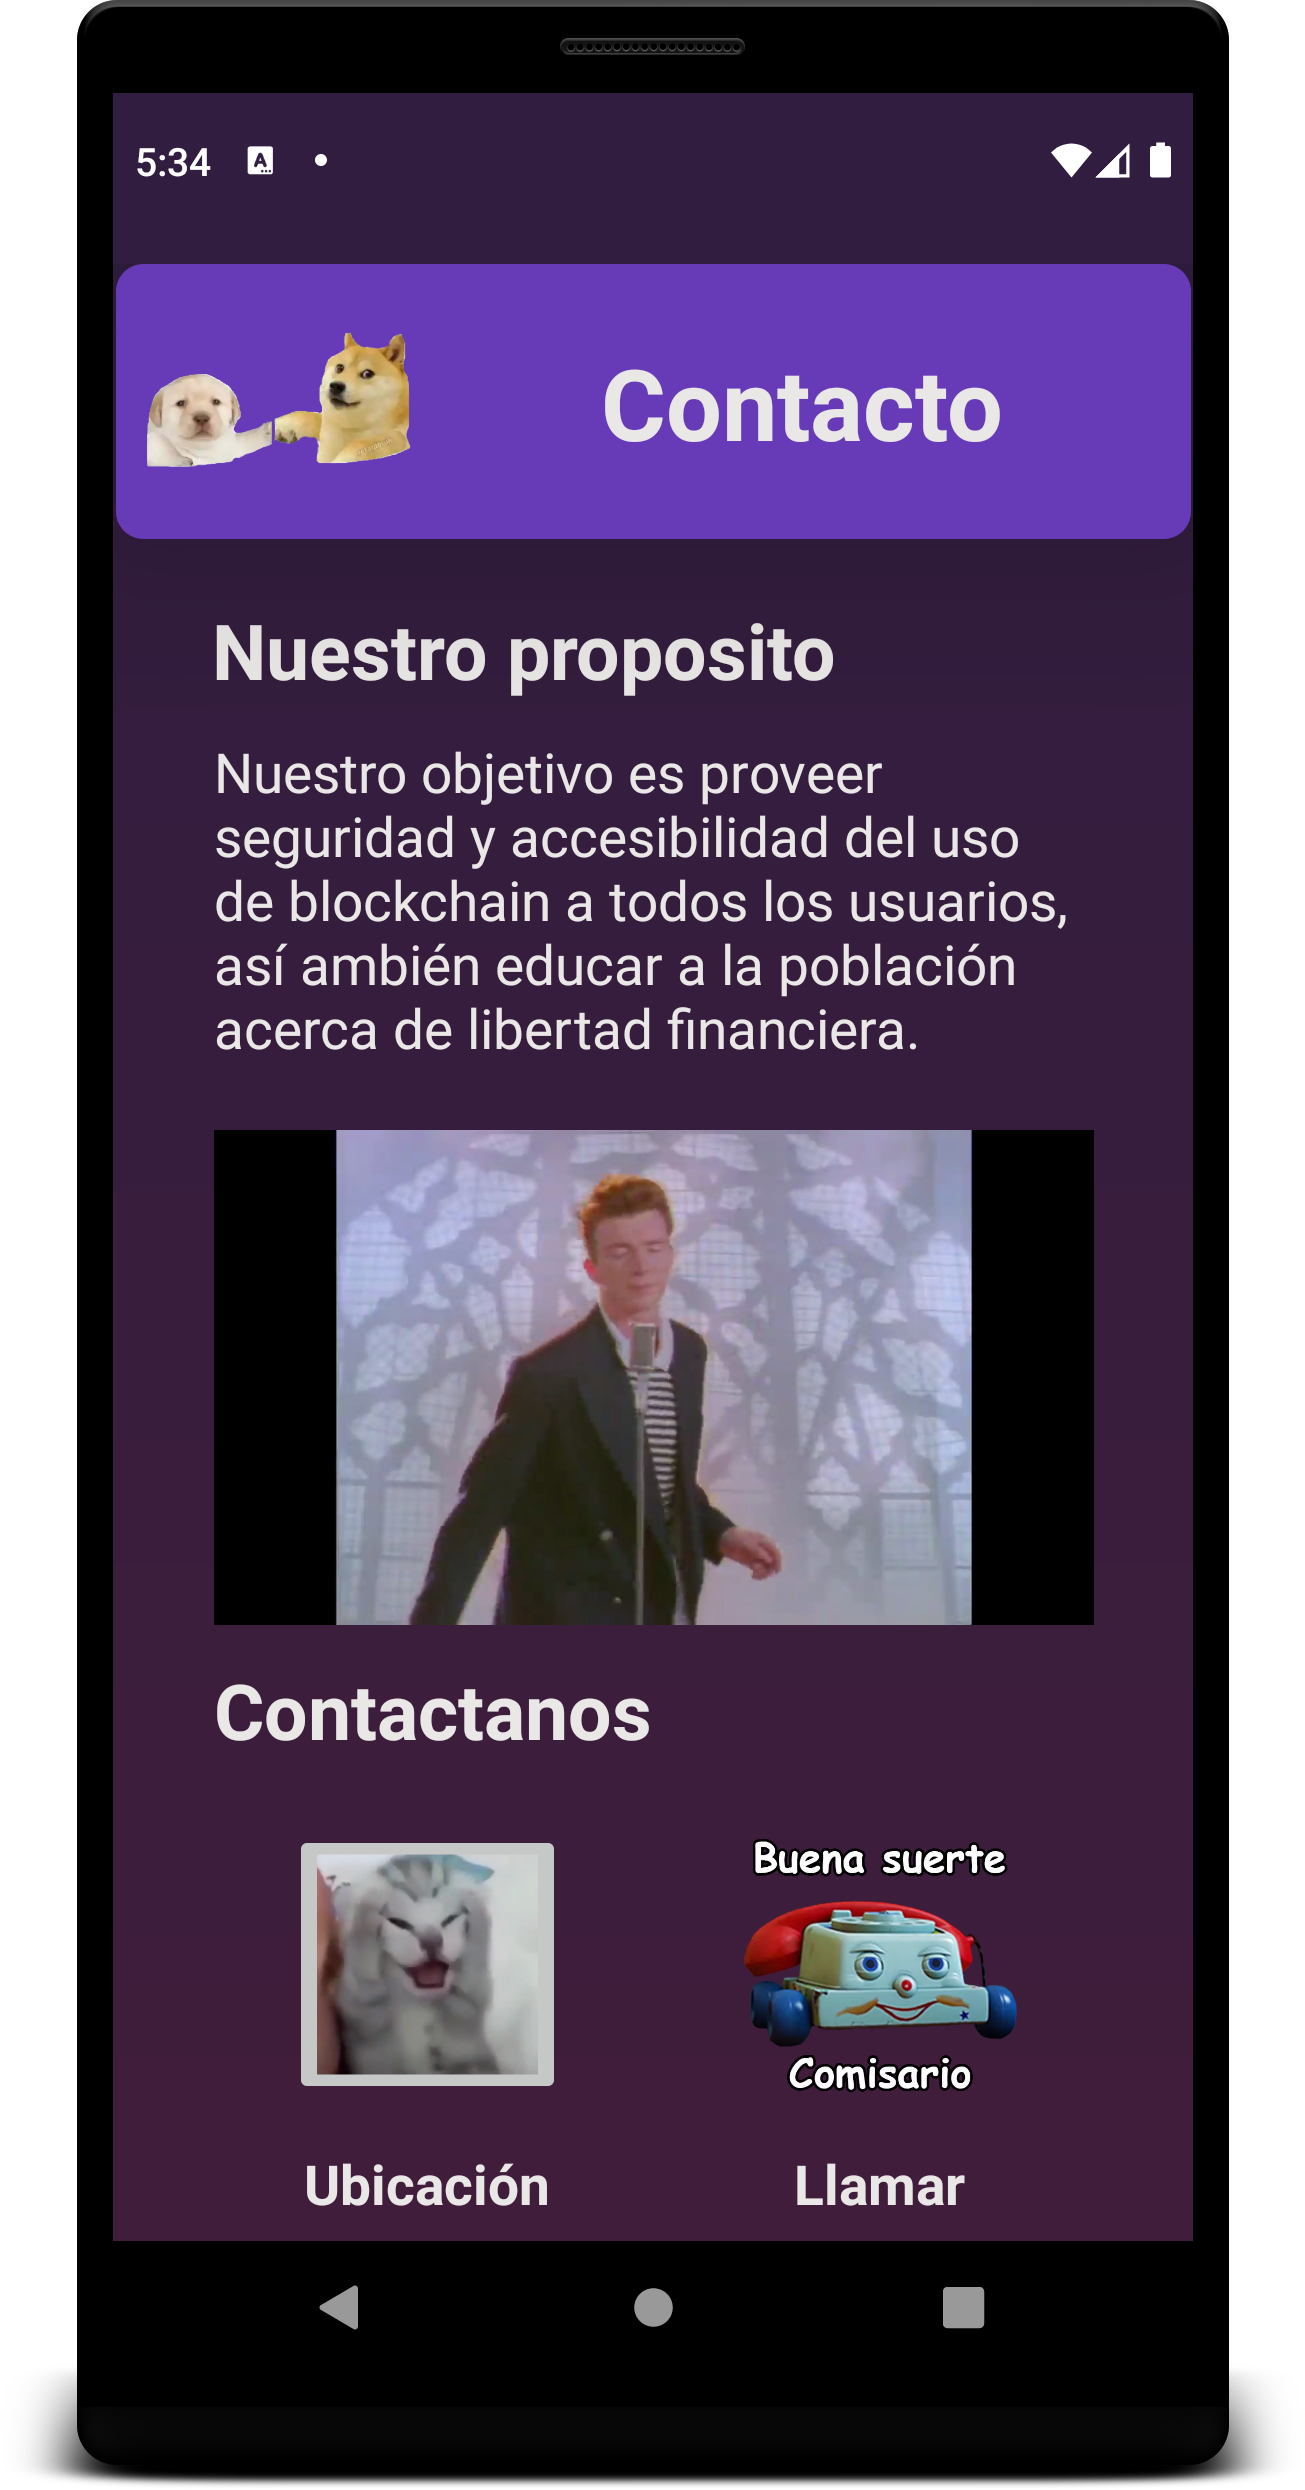 5:34
A
Contacto
Nuestro proposito
Nuestro objetivo es proveer
seguridad y accesibilidad del uso
de blockchain a todos los usuarios,
así ambién educar a la población
acerca de libertad financiera.
Contactanos
Buena suerte
Comisario
Ubicación
Llamar